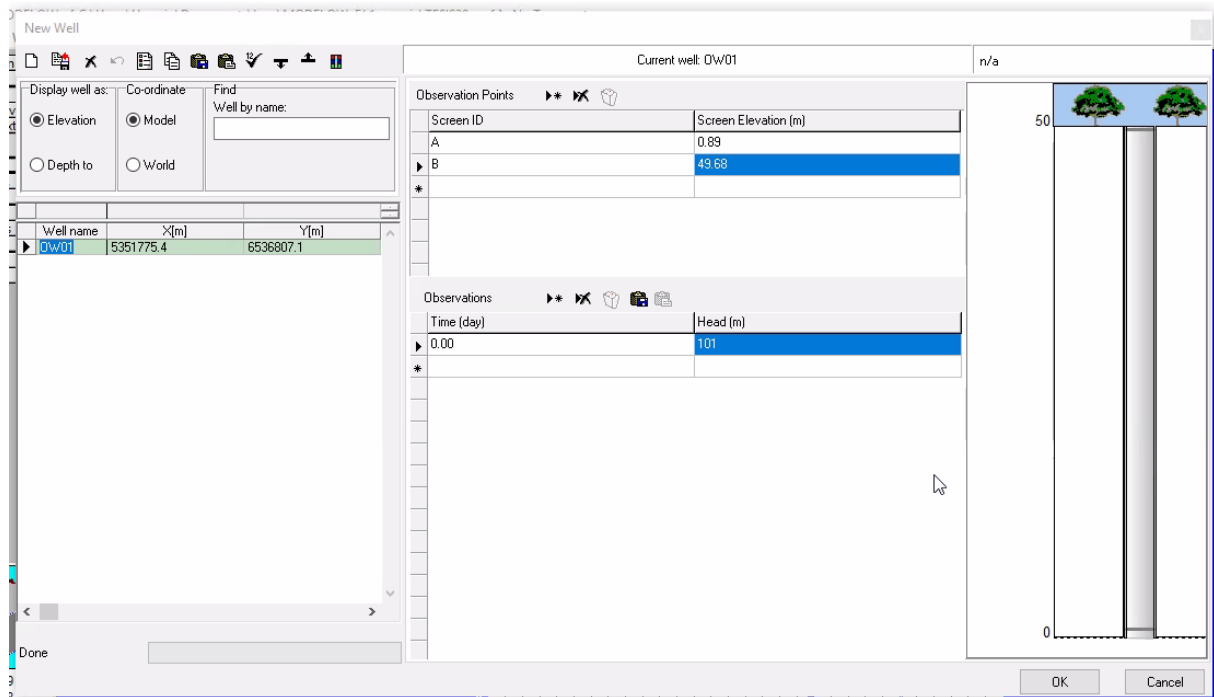 New Well
Current well: OW01
n/a
Display well as:
Co-ordinate
Find
Well by name:
Elevation
Model
Depth to
World
Well name X[m] Y[m]
OW01 5351775.4 6536807.1
Done
Observation Points
Screen ID Screen Elevation (m)
A 0.89
B 49.68
Observations
Time (day) Head (m)
0.00 101
50
0
OK
Cancel